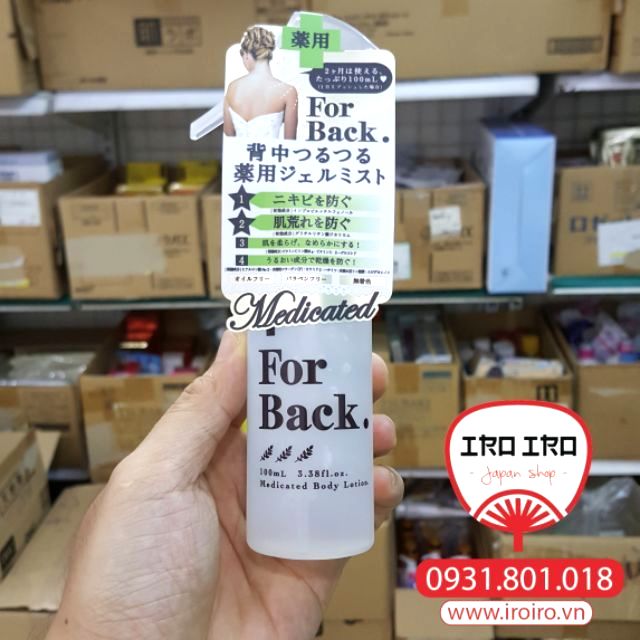 薬用
2ヶ月は使える、
たっぷり100mL♥
For
Back.
背中つるつる
薬用ジェルミスト
1 ニキビを防ぐ
2 肌荒れを防ぐ
3 肌を柔らげ、なめらかにする!
4 うるおい成分で乾燥を防ぐ!
オイルフリー パラベンフリー 無着色
Medicated
For
Back.
100mL 3.38fl.oz.
Medicated Body Lotion.
IRO IRO
- Japan shop -
0931.801.018
www.iroiro.vn